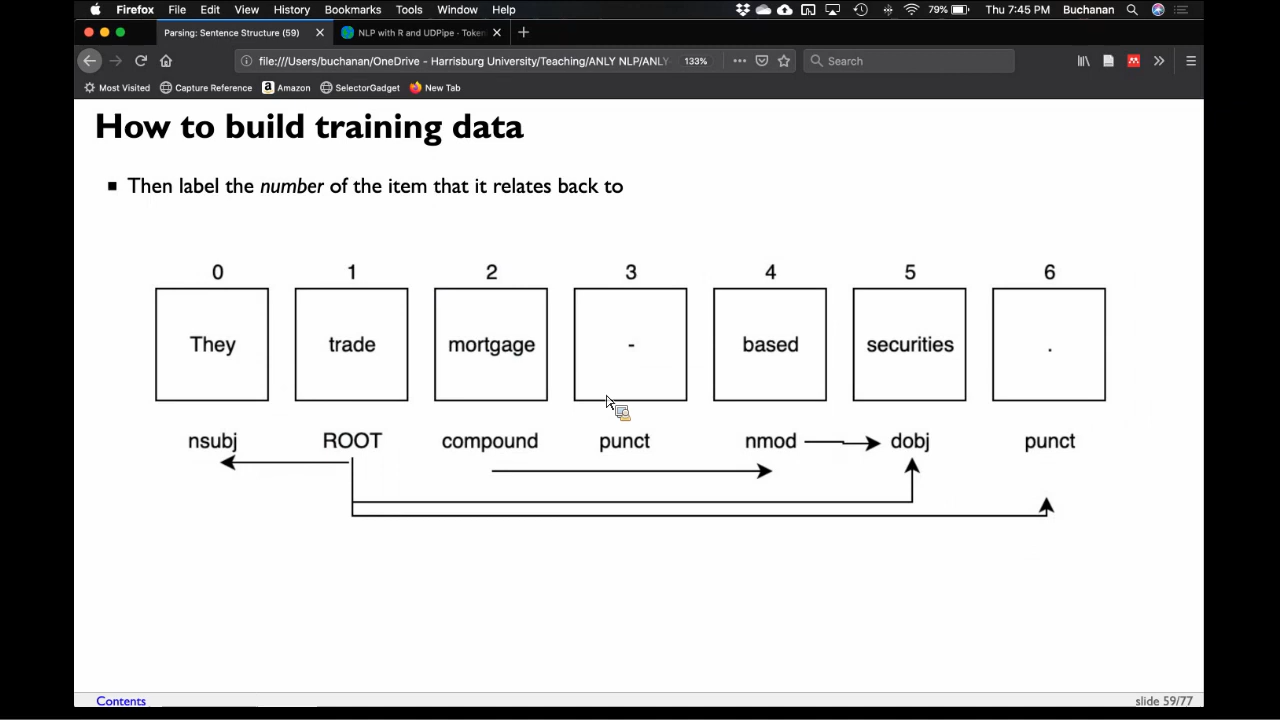 Firefox File Edit View History Bookmarks Tools Window Help 79% Thu 7:45 PM Buchanan
Parsing: Sentence Structure (59) NLP with R and UDPipe - Token
file:///Users/buchanan/OneDrive - Harrisburg University/Teaching/ANLY NLP/ANLY 133% Search
Most Visited Capture Reference Amazon SelectorGadget New Tab
How to build training data
Then label the number of the item that it relates back to
0 1 2 3 4 5 6
They trade mortgage - based securities .
nsubj ROOT compound punct nmod dobj punct
Contents slide 59/77